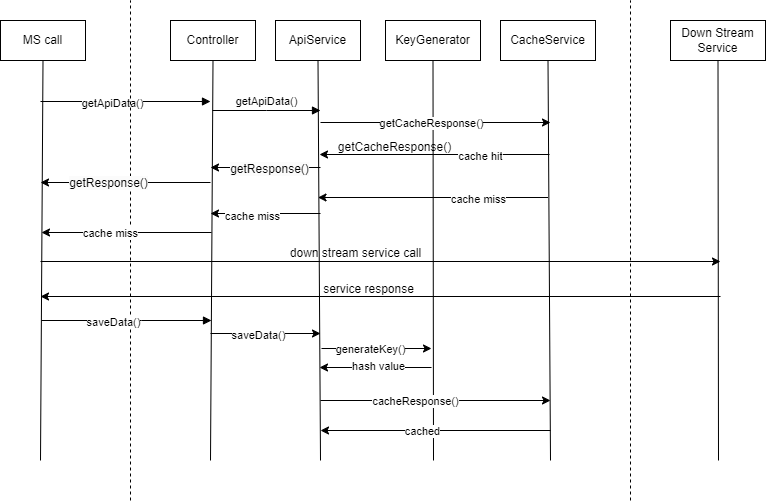 MS call
Controller
ApiService
KeyGenerator
CacheService
Down Stream
Service
getApiData()
getApiData()
getCacheResponse()
getCacheResponse()
cache hit
getResponse()
getResponse()
cache miss
cache miss
cache miss
down stream service call
service response
saveData()
saveData()
generateKey()
hash value
cacheResponse()
cached